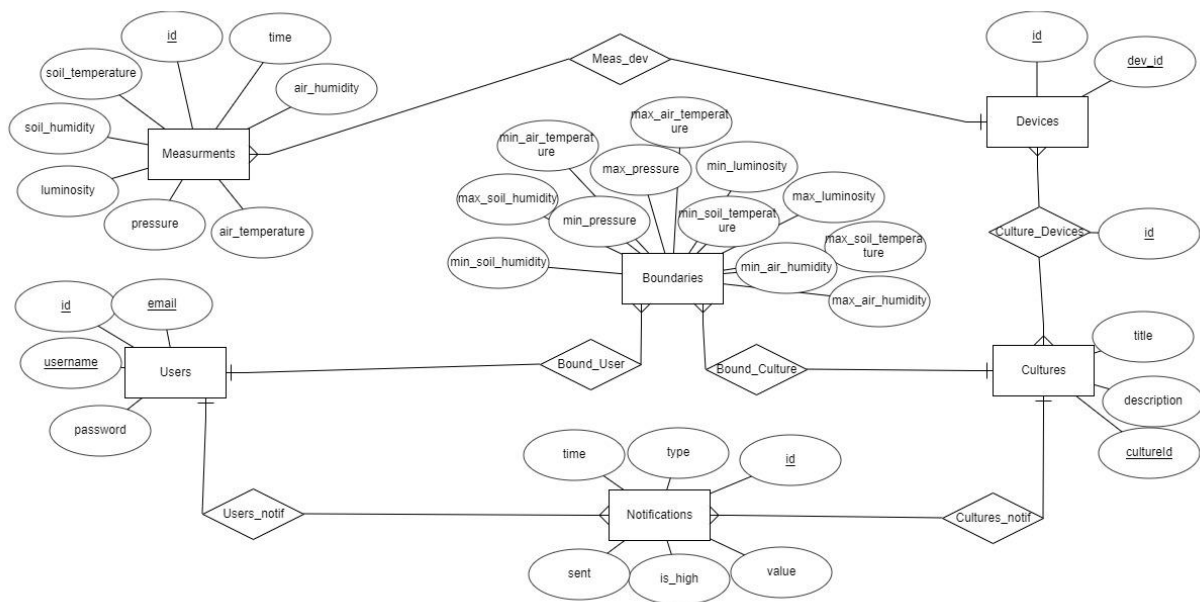 id
time
soil_temperature
air_humidity
soil_humidity
Measurments
luminosity
pressure
air_temperature
Meas_dev
id
dev_id
Devices
max_air_temperat
ure
min_air_temperat
ure
max_pressure
min_luminosity
max_soil_humidity
max_luminosity
min_pressure
min_soil_temperat
ure
max_soil_tempera
ture
min_soil_humidity
min_air_humidity
Boundaries
max_air_humidity
Culture_Devices
id
id
email
username
Users
password
Bound_User
Bound_Culture
title
Cultures
description
cultureId
time
type
id
Users_notif
Notifications
Cultures_notif
sent
is_high
value